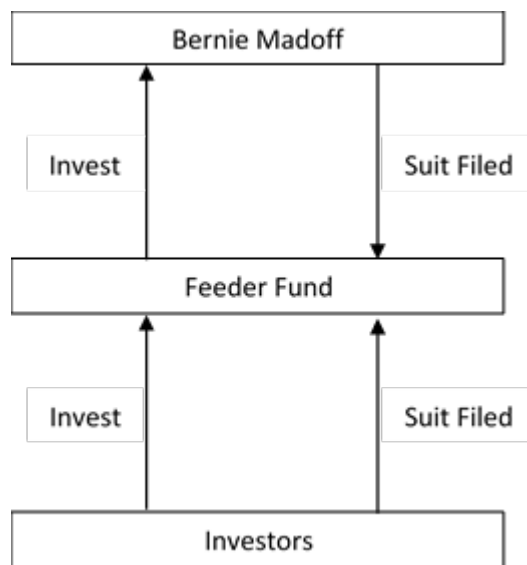 Bernie Madoff
Invest
Suit Filed
Feeder Fund
Invest
Suit Filed
Investors